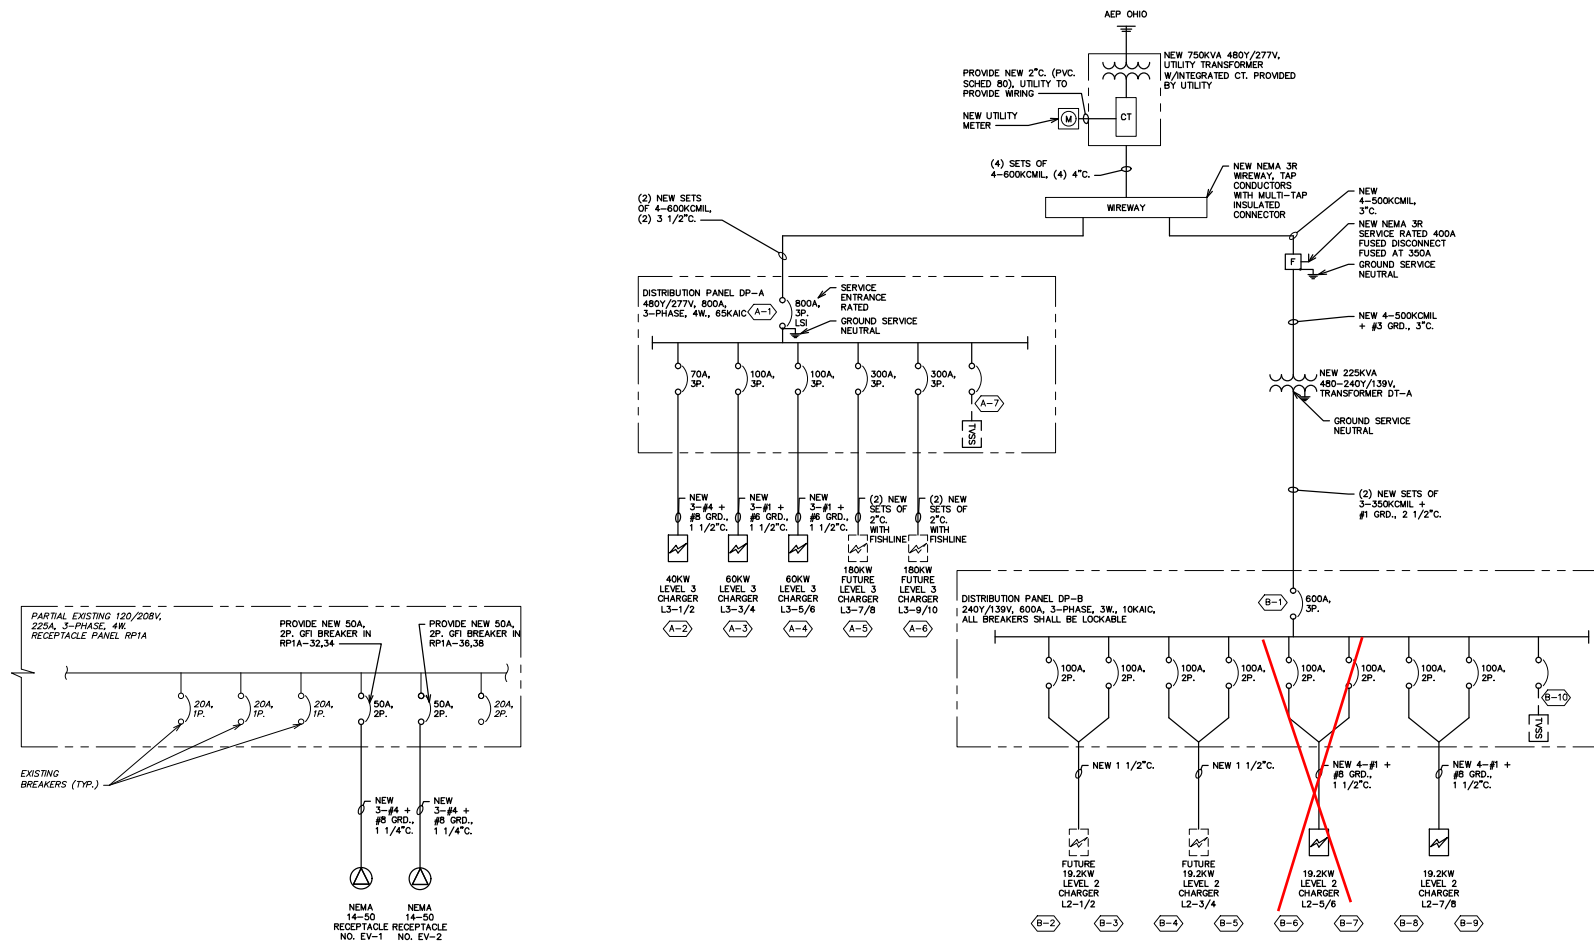 AEP OHIO
NEW 750KVA 480Y/277V,
UTILITY TRANSFORMER
W/INTEGRATED CT. PROVIDED
BY UTILITY
PROVIDE NEW 2"C. (PVC.
SCHED 80), UTILITY TO
PROVIDE WIRING
NEW UTILITY
METER
M
CT
(4) SETS OF
4-600KCMIL, (4) 4"C.
NEW NEMA 3R
WIREWAY, TAP
CONDUCTORS
WITH MULTI-TAP
INSULATED
CONNECTOR
WIREWAY
(2) NEW SETS
OF 4-600KCMIL,
(2) 3 1/2"C.
NEW
4-500KCMIL,
3"C.
NEW NEMA 3R
SERVICE RATED 400A
FUSED DISCONNECT
FUSED AT 350A
F
GROUND SERVICE
NEUTRAL
DISTRIBUTION PANEL DP-A
480Y/277V, 800A,
3-PHASE, 4W., 65KAIC
A-1
800A,
3P.
LSI
SERVICE
ENTRANCE
RATED
GROUND SERVICE
NEUTRAL
NEW 4-500KCMIL
+ #3 GRD., 3"C.
70A,
3P.
100A,
3P.
100A,
3P.
300A,
3P.
300A,
3P.
A-7
TVSS
NEW 225KVA
480-240Y/139V,
TRANSFORMER DT-A
GROUND SERVICE
NEUTRAL
(2) NEW SETS OF
3-350KCMIL +
#1 GRD., 2 1/2"C.
NEW
3-#4 +
#8 GRD.,
1 1/2"C.
NEW
3-#1 +
#6 GRD.,
1 1/2"C.
NEW
3-#1 +
#6 GRD.,
1 1/2"C.
(2) NEW
SETS OF
2"C.
WITH
FISHLINE
(2) NEW
SETS OF
2"C.
WITH
FISHLINE
40KW
LEVEL 3
CHARGER
L3-1/2
A-2
60KW
LEVEL 3
CHARGER
L3-3/4
A-3
60KW
LEVEL 3
CHARGER
L3-5/6
A-4
180KW
FUTURE
LEVEL 3
CHARGER
L3-7/8
A-5
180KW
FUTURE
LEVEL 3
CHARGER
L3-9/10
A-6
DISTRIBUTION PANEL DP-B
240Y/139V, 600A, 3-PHASE, 3W., 10KAIC,
ALL BREAKERS SHALL BE LOCKABLE
B-1
600A,
3P.
100A,
2P.
100A,
2P.
100A,
2P.
100A,
2P.
100A,
2P.
100A,
2P.
100A,
2P.
100A,
2P.
B-10
TVSS
NEW 1 1/2"C.
NEW 1 1/2"C.
NEW 4-#1 +
#8 GRD.,
1 1/2"C.
NEW 4-#1 +
#8 GRD.,
1 1/2"C.
FUTURE
19.2KW
LEVEL 2
CHARGER
L2-1/2
FUTURE
19.2KW
LEVEL 2
CHARGER
L2-3/4
19.2KW
LEVEL 2
CHARGER
L2-5/6
19.2KW
LEVEL 2
CHARGER
L2-7/8
B-2
B-3
B-4
B-5
B-6
B-7
B-8
B-9
PARTIAL EXISTING 120/208V,
225A, 3-PHASE, 4W.
RECEPTACLE PANEL RP1A
PROVIDE NEW 50A,
2P. GFI BREAKER IN
RP1A-32,34
PROVIDE NEW 50A,
2P. GFI BREAKER IN
RP1A-36,38
20A,
1P.
20A,
1P.
20A,
1P.
50A,
2P.
50A,
2P.
20A,
2P.
EXISTING
BREAKERS (TYP.)
NEW
3-#4 +
#8 GRD.,
1 1/4"C.
NEW
3-#4 +
#8 GRD.,
1 1/4"C.
NEMA
14-50
RECEPTACLE
NO. EV-1
NEMA
14-50
RECEPTACLE
NO. EV-2